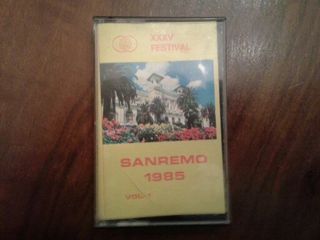 XXXV
FESTIVAL
SANREMO
1985
VOL. 1